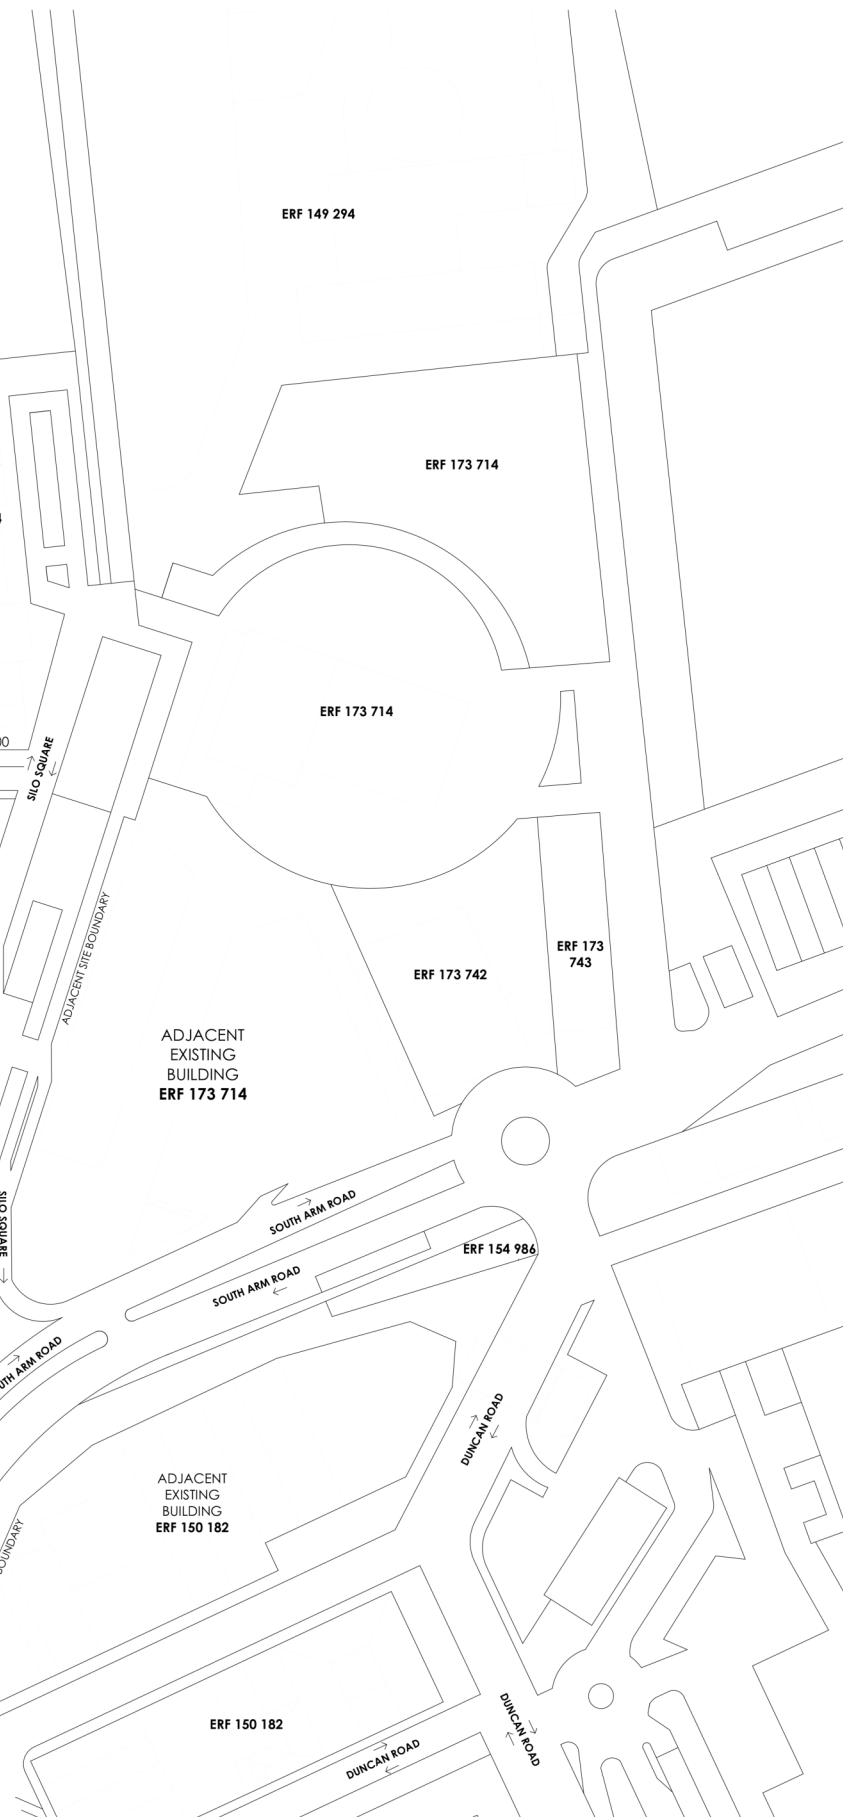 ERF 149 294
ERF 173 714
ERF 173 714
SILO SQUARE
ADJACENT SITE BOUNDARY
ERF 173
743
ERF 173 742
ADJACENT
EXISTING
BUILDING
ERF 173 714
SILO SQUARE
SOUTH ARM ROAD
ERF 154 986
SOUTH ARM ROAD
UTH ARM ROAD
DUNCAN ROAD
ADJACENT
EXISTING
BUILDING
ERF 150 182
BOUNDARY
ERF 150 182
DUNCAN ROAD
DUNCAN ROAD